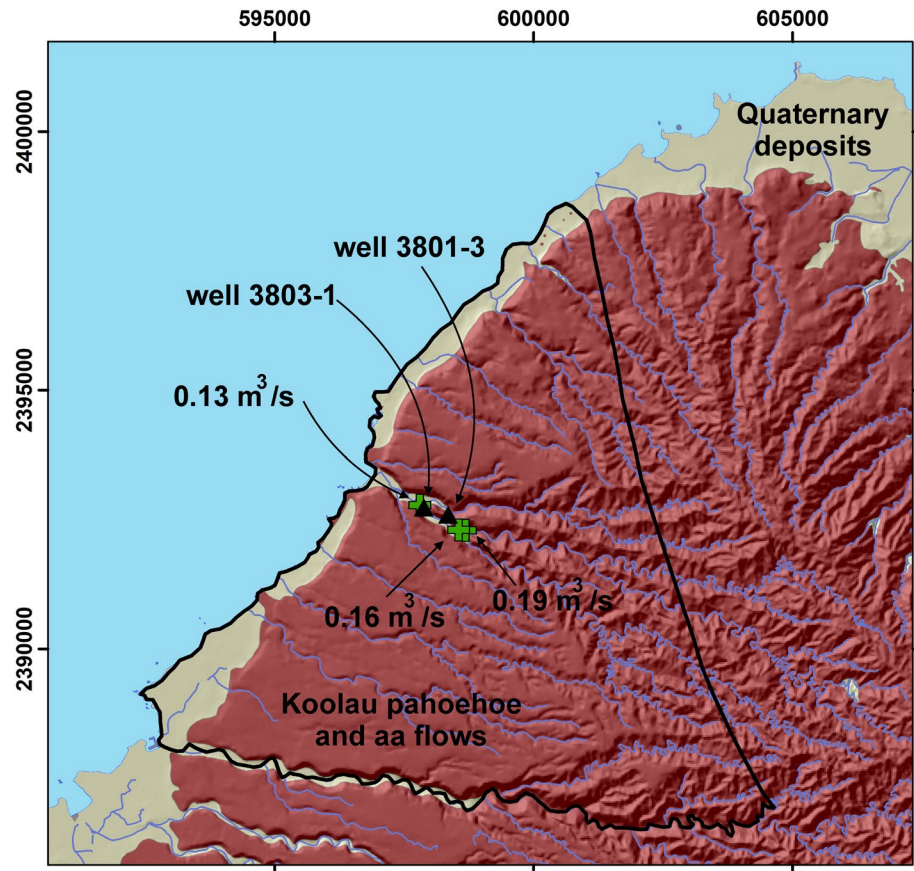 595000
600000
605000
2400000
2395000
2390000
Quaternary
deposits
well 3801-3
well 3803-1
0.13 m³/s
0.16 m³/s
0.19 m³/s
Koolau pahoehoe
and aa flows